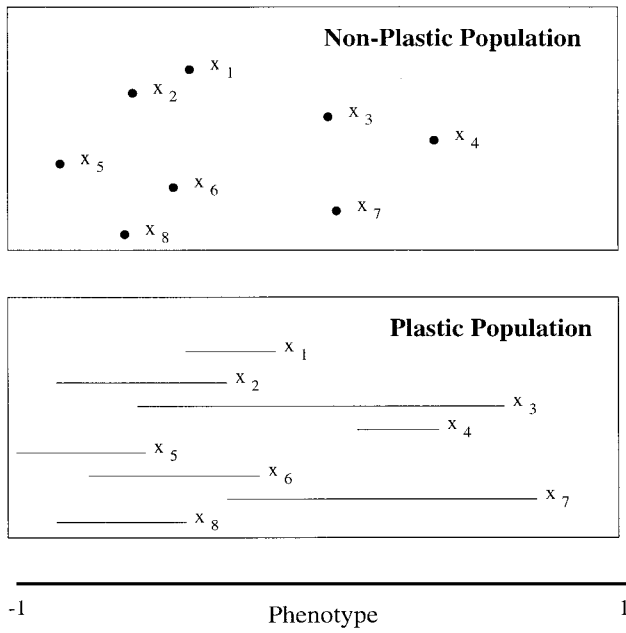 Non-Plastic Population
x 1
x 2
x 3
x 4
x 5
x 6
x 7
x 8
Plastic Population
x 1
x 2
x 3
x 4
x 5
x 6
x 7
x 8
-1
1
Phenotype